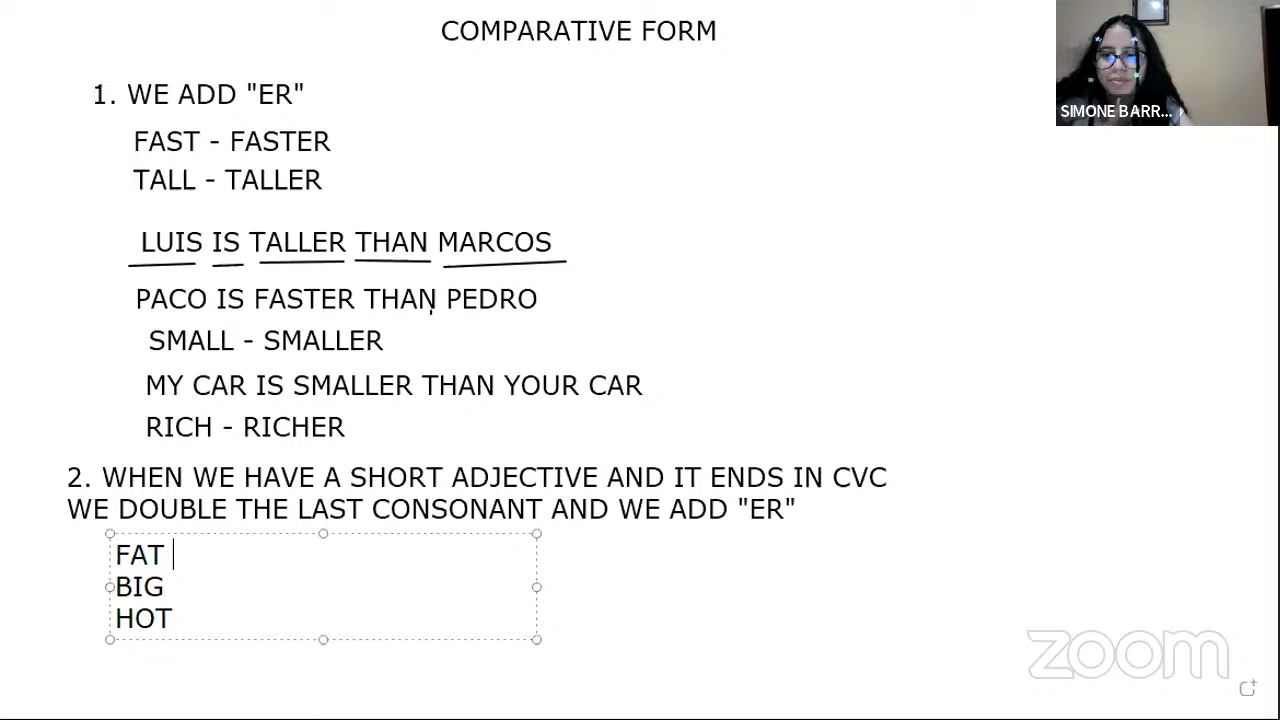 COMPARATIVE FORM
SIMONE BARR...
1. WE ADD "ER"
FAST - FASTER
TALL - TALLER
LUIS IS TALLER THAN MARCOS
PACO IS FASTER THAN PEDRO
SMALL - SMALLER
MY CAR IS SMALLER THAN YOUR CAR
RICH - RICHER
2. WHEN WE HAVE A SHORT ADJECTIVE AND IT ENDS IN CVC
WE DOUBLE THE LAST CONSONANT AND WE ADD "ER"
FAT
BIG
HOT
zoom